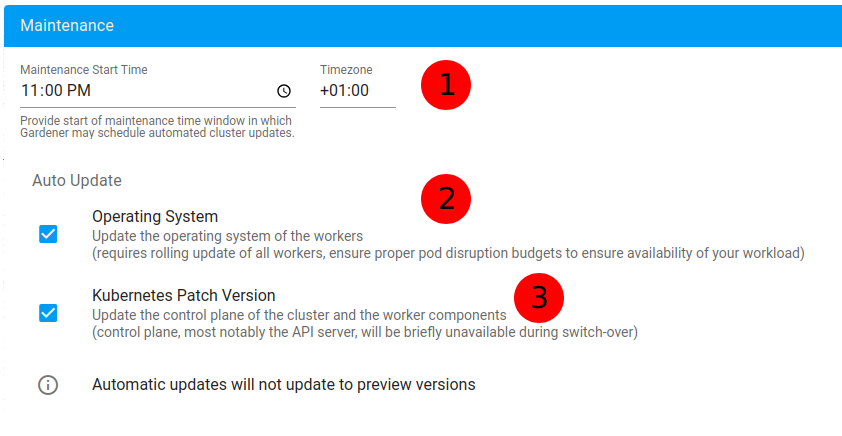 Maintenance
Maintenance Start Time
Timezone
11:00 PM
+01:00
1
Provide start of maintenance time window in which
Gardener may schedule automated cluster updates.
Auto Update
2
Operating System
Update the operating system of the workers
(requires rolling update of all workers, ensure proper pod disruption budgets to ensure availability of your workload)
Kubernetes Patch Version
3
Update the control plane of the cluster and the worker components
(control plane, most notably the API server, will be briefly unavailable during switch-over)
Automatic updates will not update to preview versions